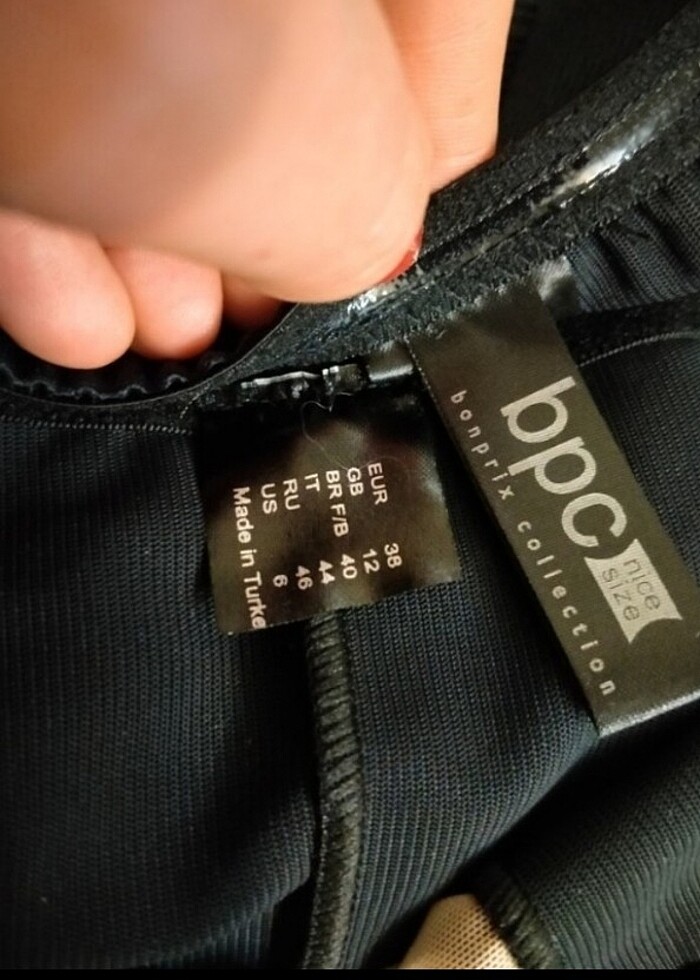 EUR 38
GB 12
BR F/B 40
IT 44
RU 46
US 6
Made in Turke
bpc
nice
size
bonprix collection